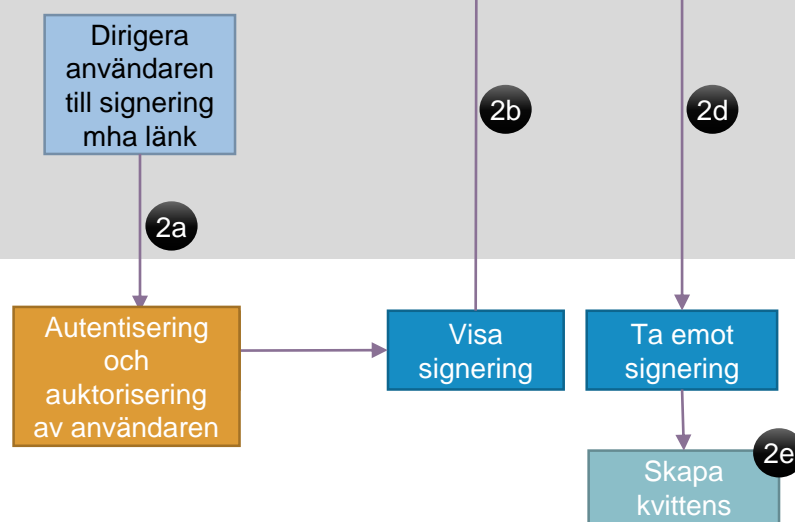 Dirigera
användaren
till signering
mha länk
2b
2d
2a
Autentisering
och
auktorisering
av användaren
Visa
signering
Ta emot
signering
2e
Skapa
kvittens